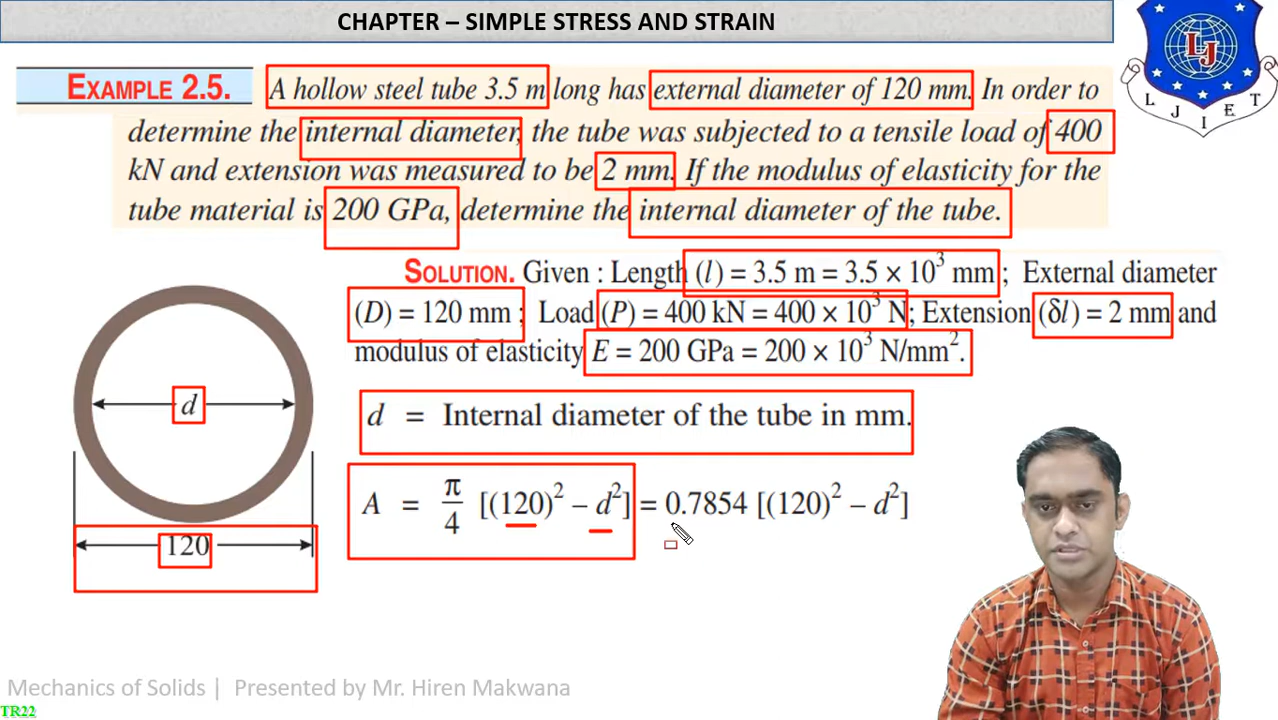 CHAPTER – SIMPLE STRESS AND STRAIN
LJ
L J I E T
EXAMPLE 2.5. A hollow steel tube 3.5 m long has external diameter of 120 mm. In order to
determine the internal diameter, the tube was subjected to a tensile load of 400
kN and extension was measured to be 2 mm. If the modulus of elasticity for the
tube material is 200 GPa, determine the internal diameter of the tube.
SOLUTION. Given : Length (l) = 3.5 m = 3.5 × 10³ mm ; External diameter
(D) = 120 mm ; Load (P) = 400 kN = 400 × 10³ N; Extension (δl) = 2 mm and
modulus of elasticity E = 200 GPa = 200 × 10³ N/mm².
d
120
d = Internal diameter of the tube in mm.
A = π/4 [(120)² – d²] = 0.7854 [(120)² – d²]
Mechanics of Solids | Presented by Mr. Hiren Makwana
TR22